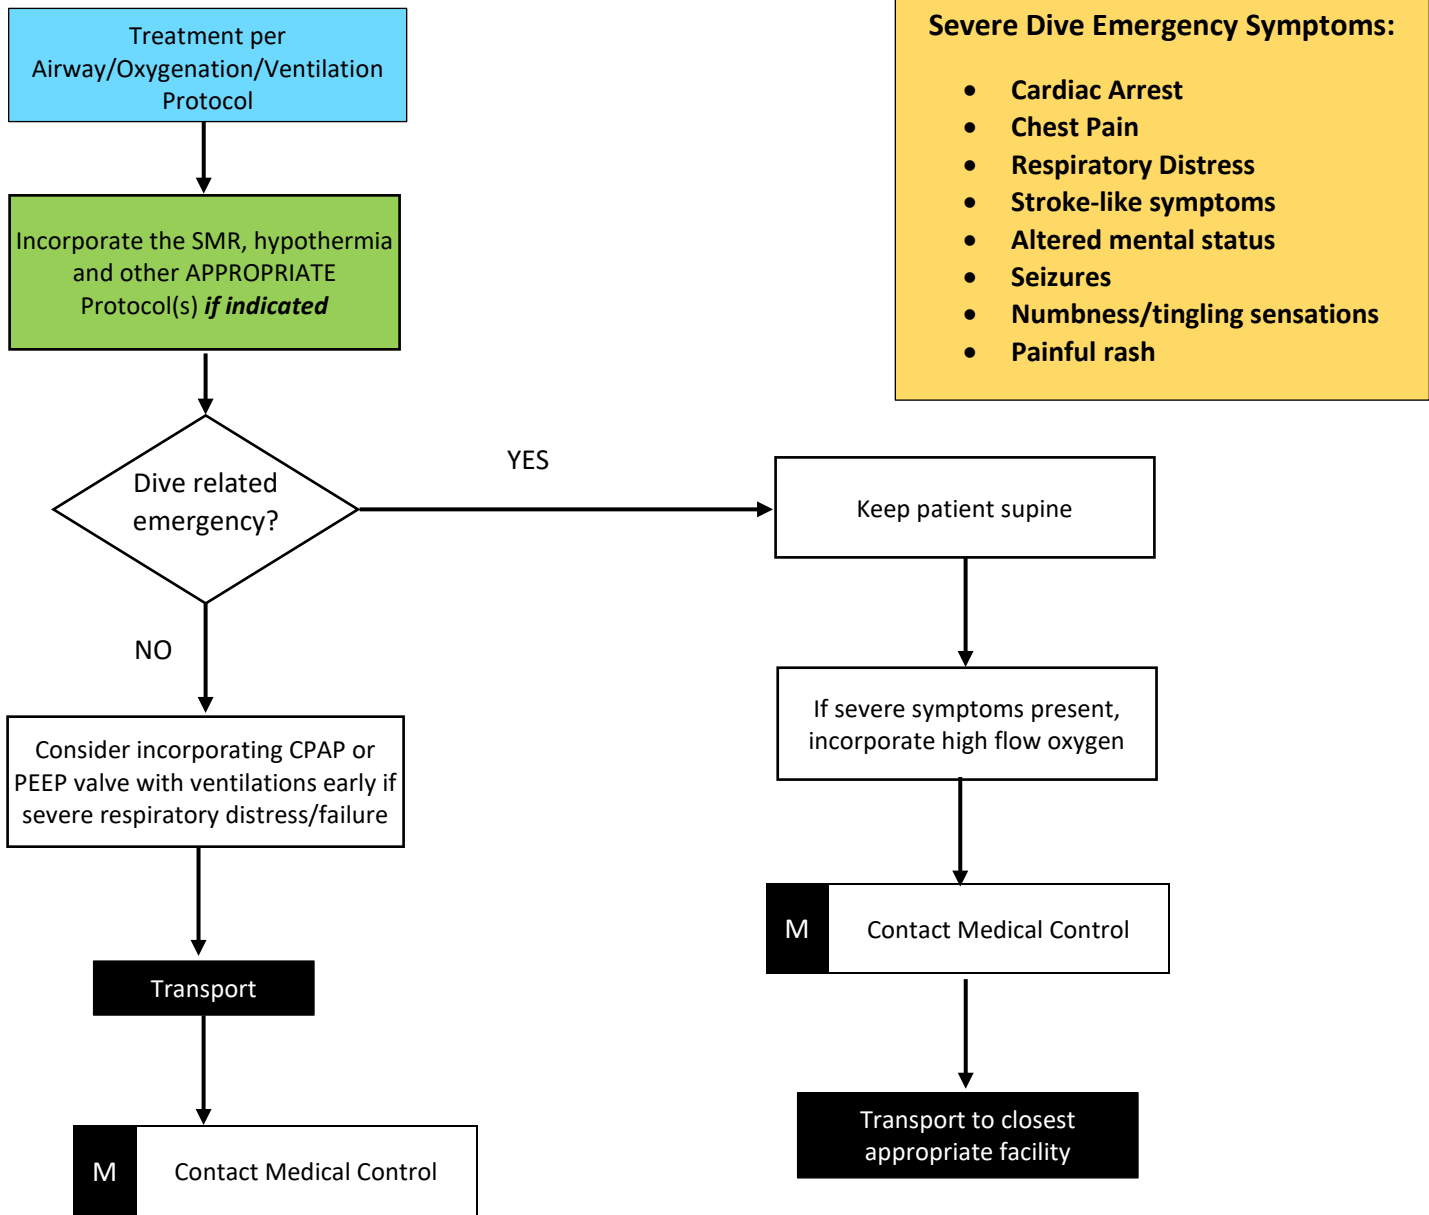 Treatment per
Airway/Oxygenation/Ventilation
Protocol
Severe Dive Emergency Symptoms:
• Cardiac Arrest
• Chest Pain
• Respiratory Distress
• Stroke-like symptoms
• Altered mental status
• Seizures
• Numbness/tingling sensations
• Painful rash
Incorporate the SMR, hypothermia
and other APPROPRIATE
Protocol(s) if indicated
Dive related
emergency?
YES
Keep patient supine
NO
If severe symptoms present,
incorporate high flow oxygen
Consider incorporating CPAP or
PEEP valve with ventilations early if
severe respiratory distress/failure
M Contact Medical Control
Transport
Transport to closest
appropriate facility
M Contact Medical Control